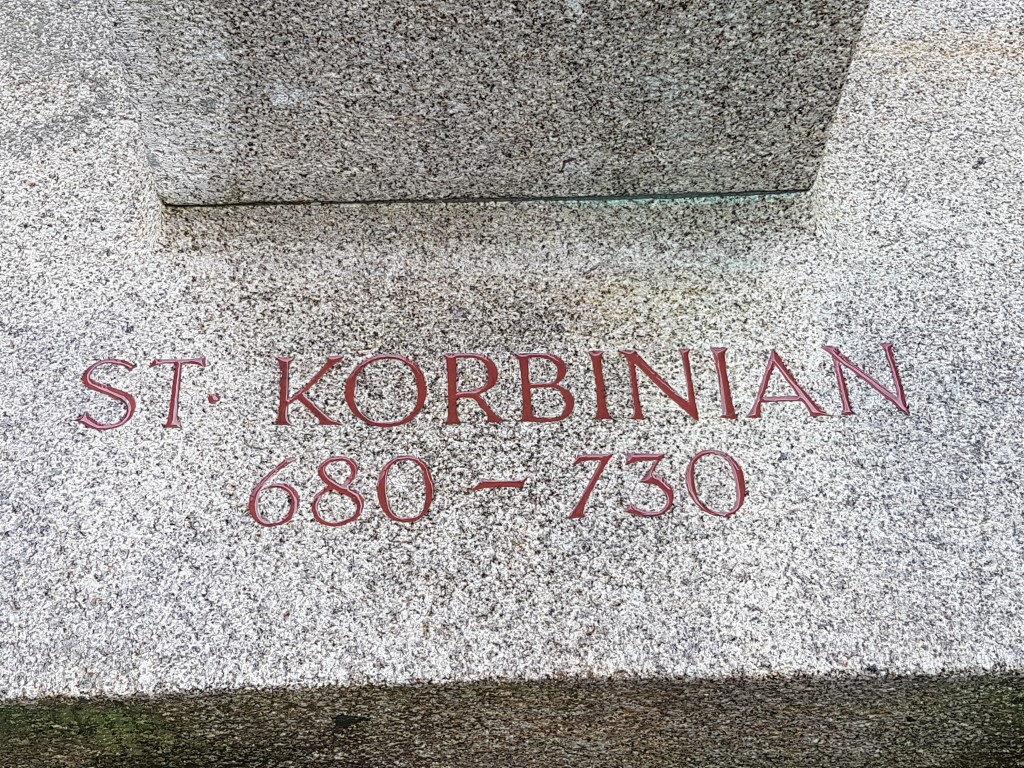 ST. KORBINIAN
680 – 730